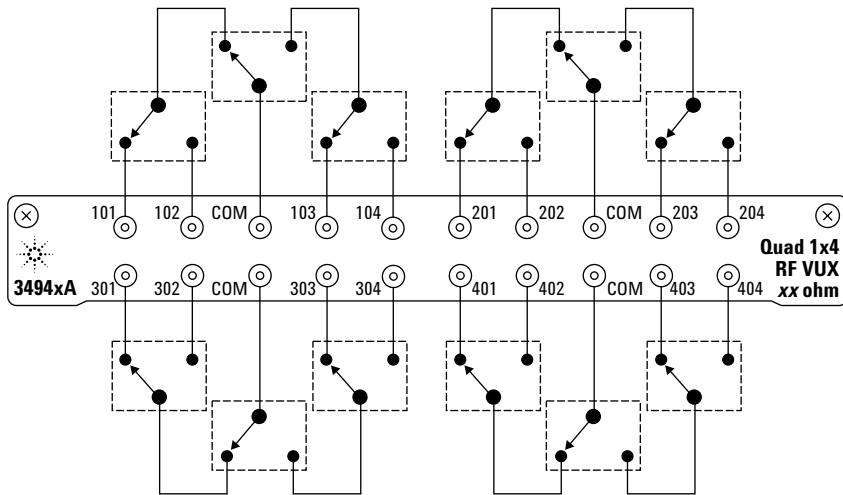 101 102 COM 103 104 201 202 COM 203 204
Quad 1x4
RF VUX
xx ohm
3494xA
301 302 COM 303 304 401 402 COM 403 404